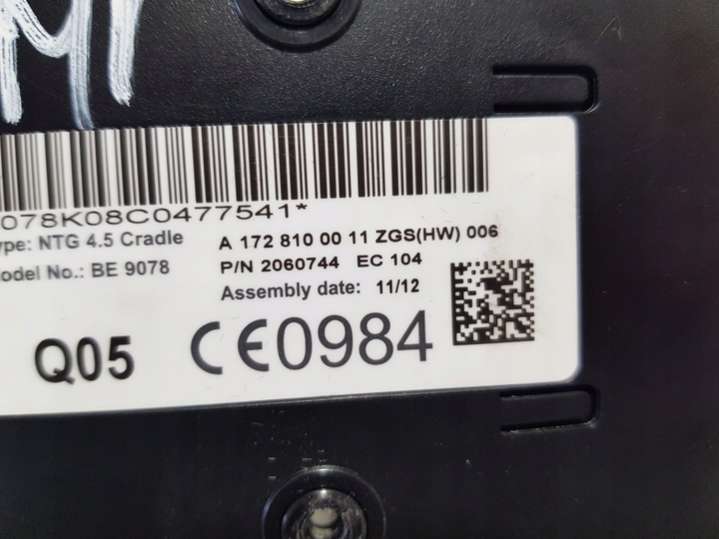 078K08C0477541*
ype: NTG 4.5 Cradle
odel No.: BE 9078
A 172 810 00 11 ZGS(HW) 006
P/N 2060744 EC 104
Assembly date: 11/12
Q05
CE0984